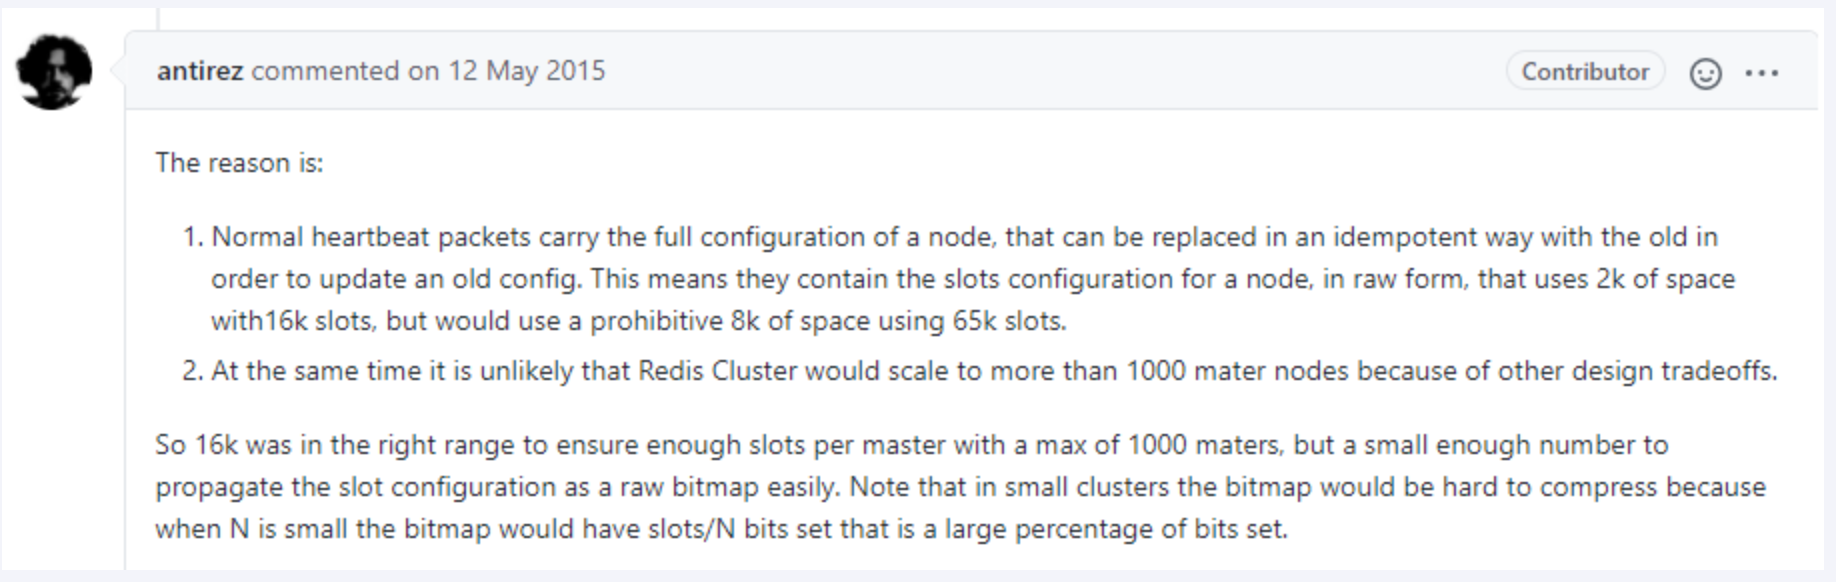 antirez commented on 12 May 2015
Contributor
The reason is:
1. Normal heartbeat packets carry the full configuration of a node, that can be replaced in an idempotent way with the old in
order to update an old config. This means they contain the slots configuration for a node, in raw form, that uses 2k of space
with16k slots, but would use a prohibitive 8k of space using 65k slots.
2. At the same time it is unlikely that Redis Cluster would scale to more than 1000 mater nodes because of other design tradeoffs.
So 16k was in the right range to ensure enough slots per master with a max of 1000 maters, but a small enough number to
propagate the slot configuration as a raw bitmap easily. Note that in small clusters the bitmap would be hard to compress because
when N is small the bitmap would have slots/N bits set that is a large percentage of bits set.